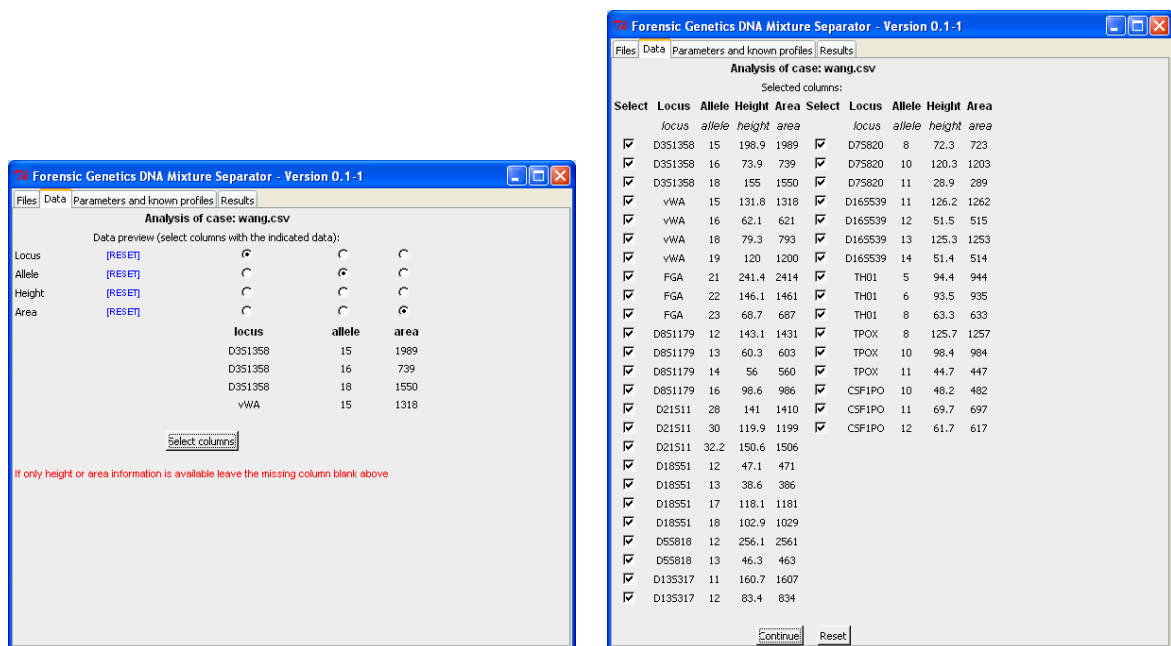 Forensic Genetics DNA Mixture Separator - Version 0.1-1
Files Data Parameters and known profiles Results
Analysis of case: wang.csv
Data preview (select columns with the indicated data):
Locus [RESET]
Allele [RESET]
Height [RESET]
Area [RESET]
locus allele area
D3S1358 15 1989
D3S1358 16 739
D3S1358 18 1550
vWA 15 1318
Select columns
If only height or area information is available leave the missing column blank above
Forensic Genetics DNA Mixture Separator - Version 0.1-1
Files Data Parameters and known profiles Results
Analysis of case: wang.csv
Selected columns:
Select Locus Allele Height Area Select Locus Allele Height Area
locus allele height area locus allele height area
D3S1358 15 198.9 1989 D7S820 8 72.3 723
D3S1358 16 73.9 739 D7S820 10 120.3 1203
D3S1358 18 155 1550 D7S820 11 28.9 289
vWA 15 131.8 1318 D16S539 11 126.2 1262
vWA 16 62.1 621 D16S539 12 51.5 515
vWA 18 79.3 793 D16S539 13 125.3 1253
vWA 19 120 1200 D16S539 14 51.4 514
FGA 21 241.4 2414 TH01 5 94.4 944
FGA 22 146.1 1461 TH01 6 93.5 935
FGA 23 68.7 687 TH01 8 63.3 633
D8S1179 12 143.1 1431 TPOX 8 125.7 1257
D8S1179 13 60.3 603 TPOX 10 98.4 984
D8S1179 14 56 560 TPOX 11 44.7 447
D8S1179 16 98.6 986 CSF1PO 10 48.2 482
D21S11 28 141 1410 CSF1PO 11 69.7 697
D21S11 30 119.9 1199 CSF1PO 12 61.7 617
D21S11 32.2 150.6 1506
D18S51 12 47.1 471
D18S51 13 38.6 386
D18S51 17 118.1 1181
D18S51 18 102.9 1029
D5S818 12 256.1 2561
D5S818 13 46.3 463
D13S317 11 160.7 1607
D13S317 12 83.4 834
Continue Reset